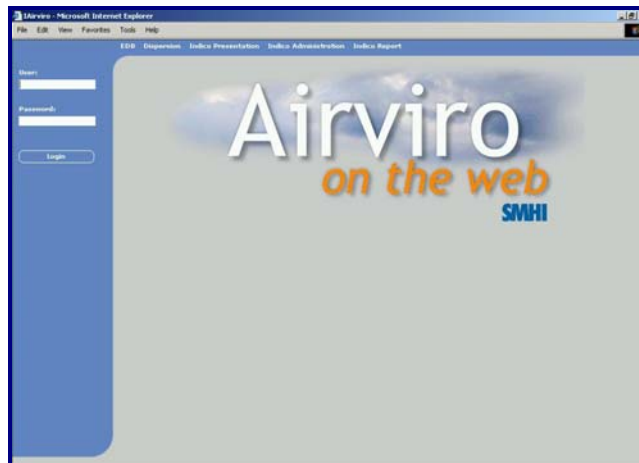 IAirviro - Microsoft Internet Explorer
File Edit View Favorites Tools Help
EDB Dispersion Indico Presentation Indico Administration Indico Report
User:
Password:
Login
Airviro
on the web
SMHI